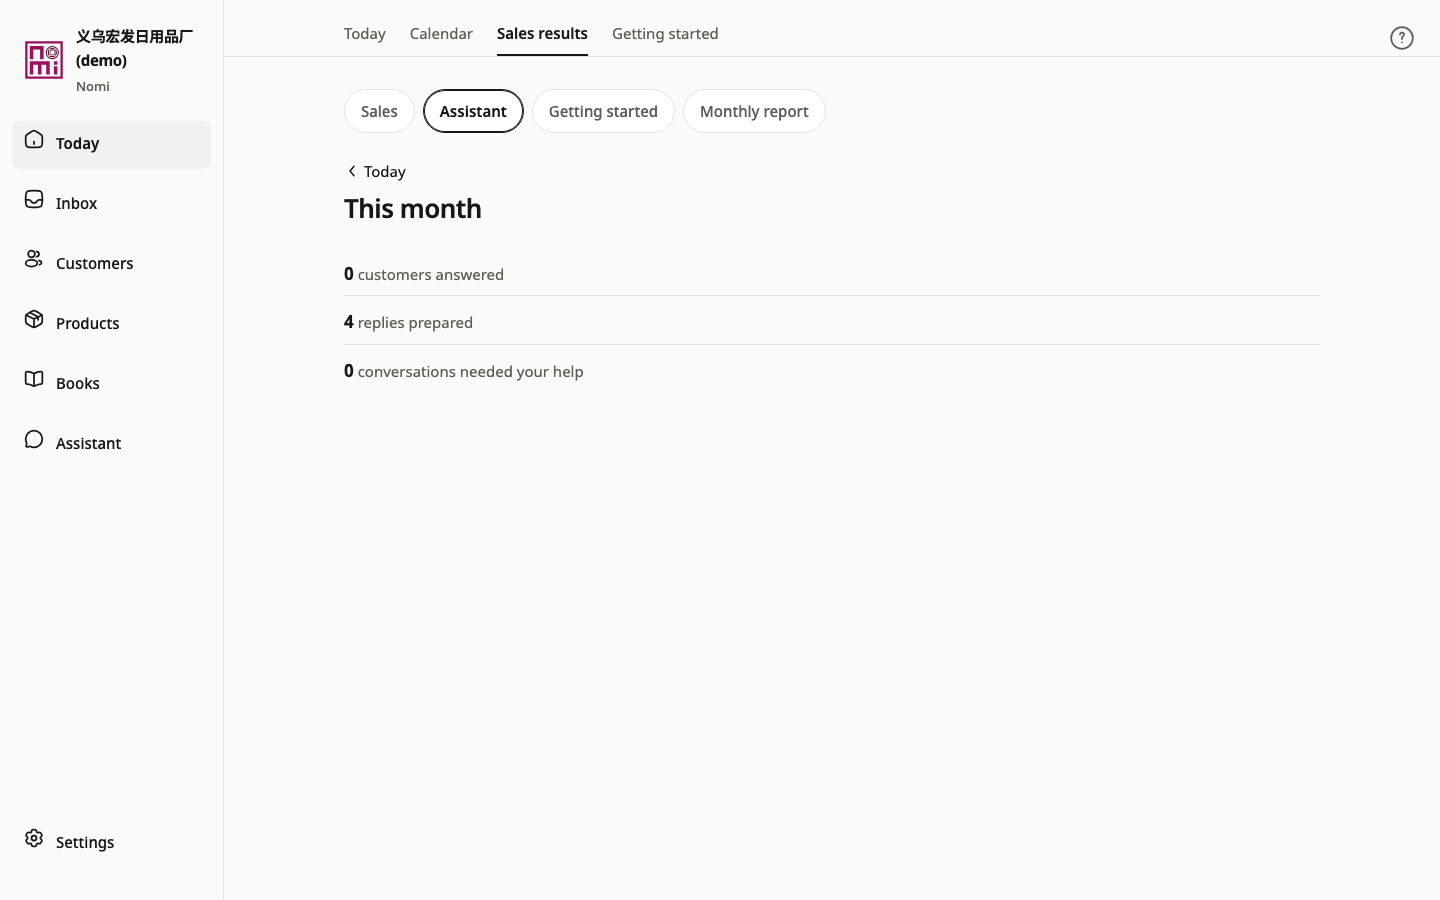 义乌宏发日用品厂
(demo)
Nomi
Today
Inbox
Customers
Products
Books
Assistant
Settings
Today Calendar Sales results Getting started
Sales Assistant Getting started Monthly report
Today
This month
0 customers answered
4 replies prepared
0 conversations needed your help